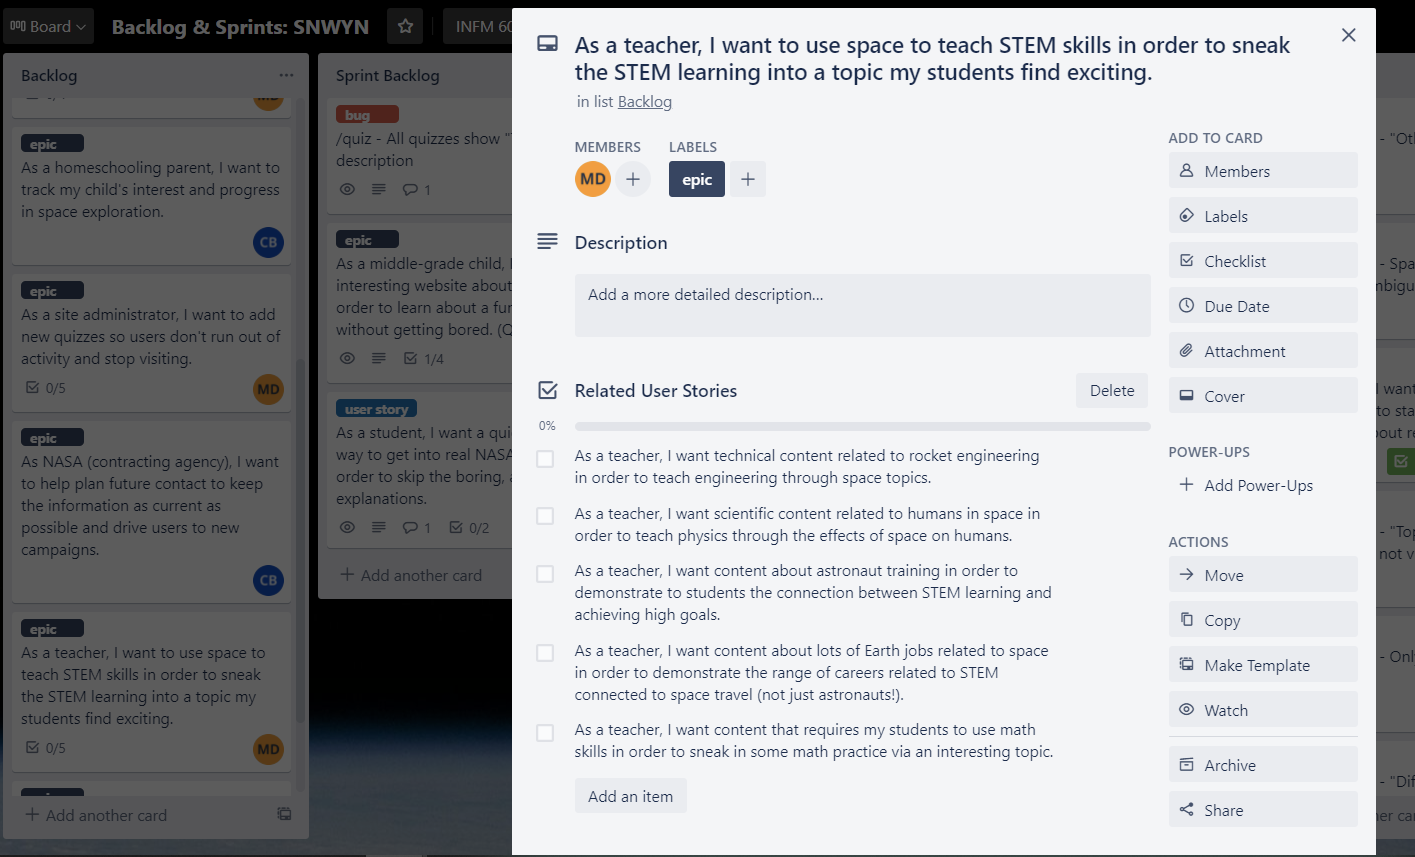 Board
Backlog & Sprints: SNWYN
INFM 60
Backlog
MD
epic
As a homeschooling parent, I want to
track my child's interest and progress
in space exploration.
CB
epic
As a site administrator, I want to add
new quizzes so users don't run out of
activity and stop visiting.
0/5
MD
epic
As NASA (contracting agency), I want
to help plan future contact to keep
the information as current as
possible and drive users to new
campaigns.
CB
epic
As a teacher, I want to use space to
teach STEM skills in order to sneak
the STEM learning into a topic my
students find exciting.
0/5
MD
+ Add another card
Sprint Backlog
bug
/quiz - All quizzes show "
description
1
epic
As a middle-grade child, I
interesting website about
order to learn about a fun
without getting bored. (Q
1/4
user story
As a student, I want a qui
way to get into real NASA
order to skip the boring, a
explanations.
1
0/2
+ Add another card
As a teacher, I want to use space to teach STEM skills in order to sneak
the STEM learning into a topic my students find exciting.
in list Backlog
MEMBERS
LABELS
MD
+
epic
+
Description
Add a more detailed description...
Related User Stories
Delete
0%
As a teacher, I want technical content related to rocket engineering
in order to teach engineering through space topics.
As a teacher, I want scientific content related to humans in space in
order to teach physics through the effects of space on humans.
As a teacher, I want content about astronaut training in order to
demonstrate to students the connection between STEM learning and
achieving high goals.
As a teacher, I want content about lots of Earth jobs related to space
in order to demonstrate the range of careers related to STEM
connected to space travel (not just astronauts!).
As a teacher, I want content that requires my students to use math
skills in order to sneak in some math practice via an interesting topic.
Add an item
ADD TO CARD
Members
Labels
Checklist
Due Date
Attachment
Cover
POWER-UPS
+ Add Power-Ups
ACTIONS
Move
Copy
Make Template
Watch
Archive
Share
- "Oth
- Spa
mbigu
want
to sta
out re
- "Top
not v
- Onl
- "Dif
er car